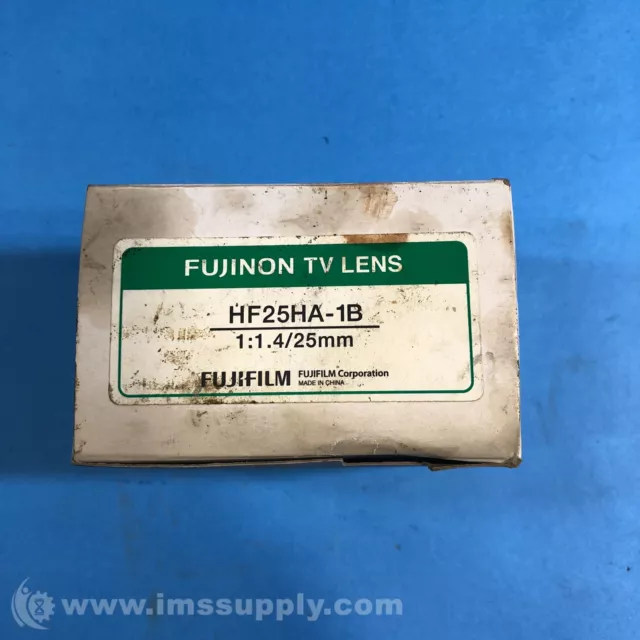 FUJINON TV LENS
HF25HA-1B
1:1.4/25mm
FUJIFILM FUJIFILM Corporation
MADE IN CHINA
www.imssupply.com